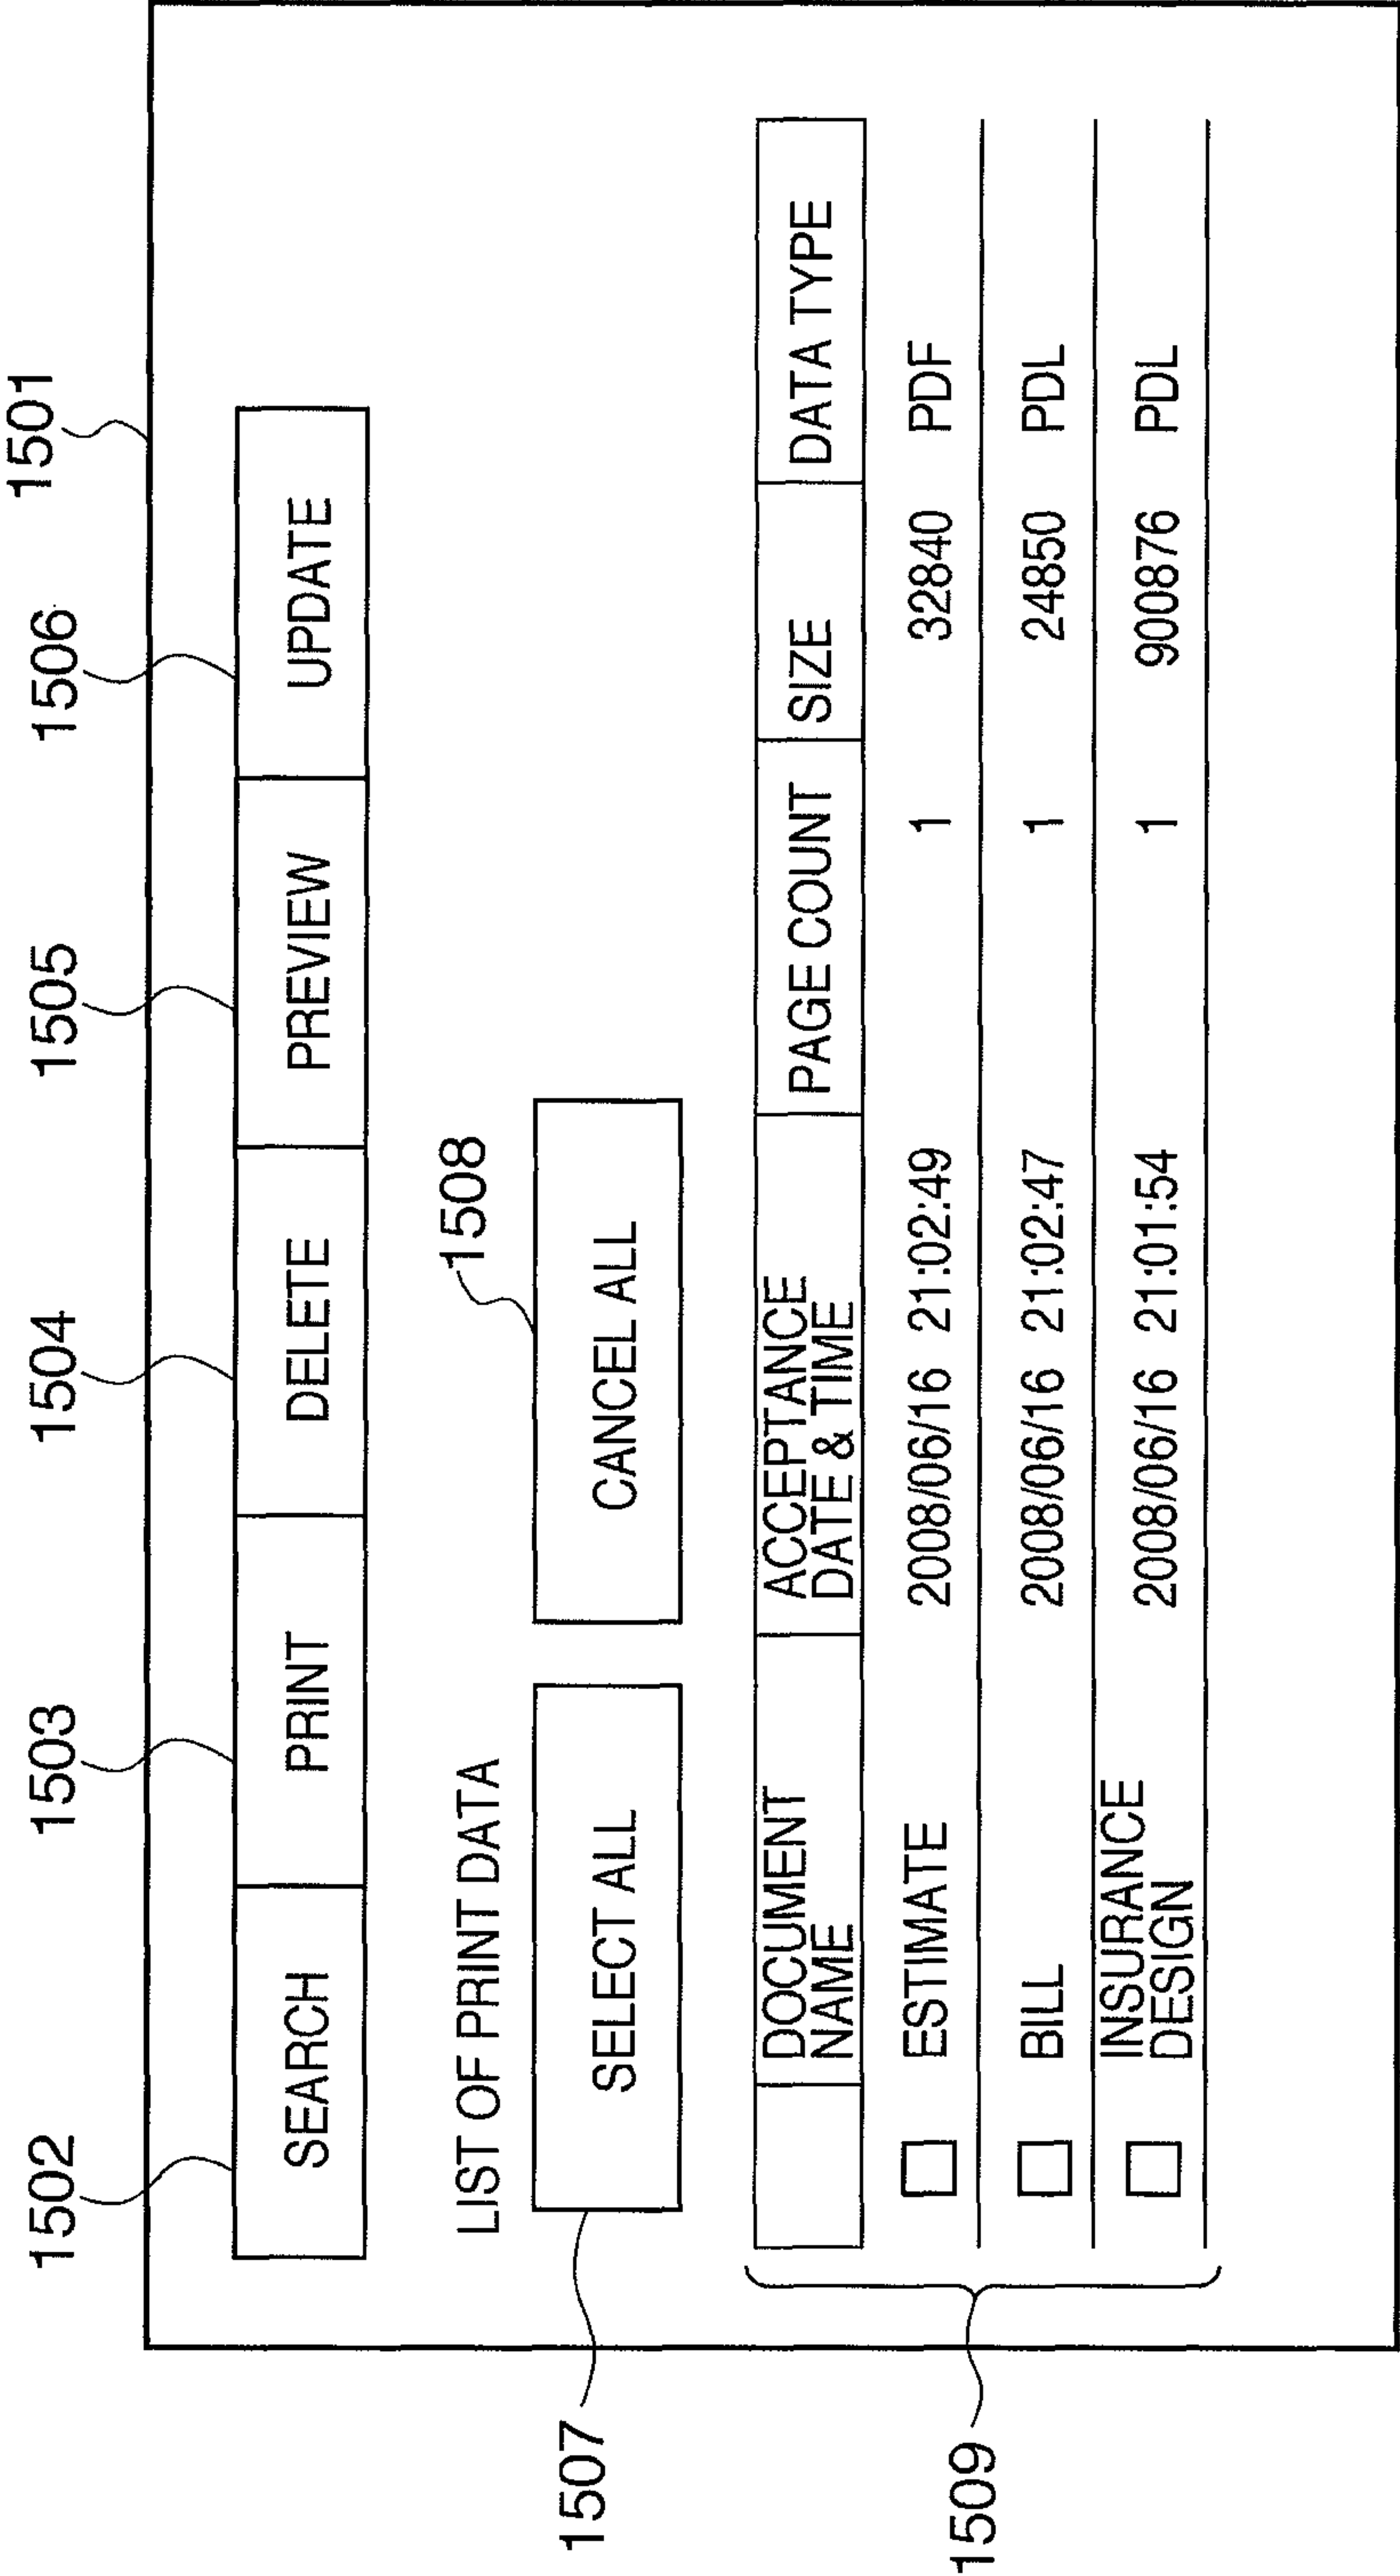 1501
1502 1503 1504 1505 1506
SEARCH PRINT DELETE PREVIEW UPDATE
LIST OF PRINT DATA
1508
1507 SELECT ALL CANCEL ALL
DOCUMENT NAME ACCEPTANCE DATE & TIME PAGE COUNT SIZE DATA TYPE
ESTIMATE 2008/06/16 21:02:49 1 32840 PDF
1509
BILL 2008/06/16 21:02:47 1 24850 PDL
INSURANCE DESIGN 2008/06/16 21:01:54 1 900876 PDL